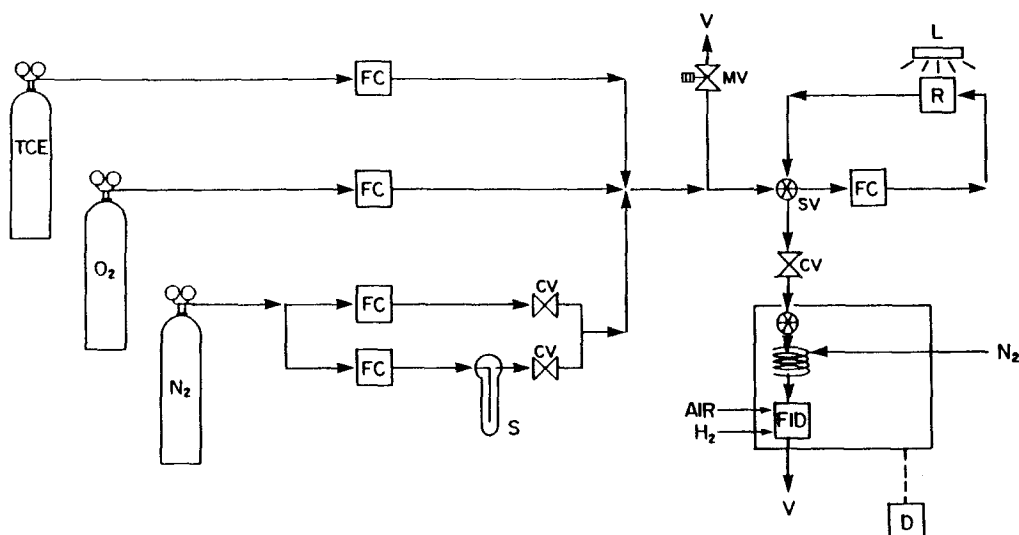 V
L
MV
R
TCE
FC
O₂
FC
SV
FC
CV
N₂
FC
CV
FC
CV
S
N₂
AIR
H₂
FID
V
D